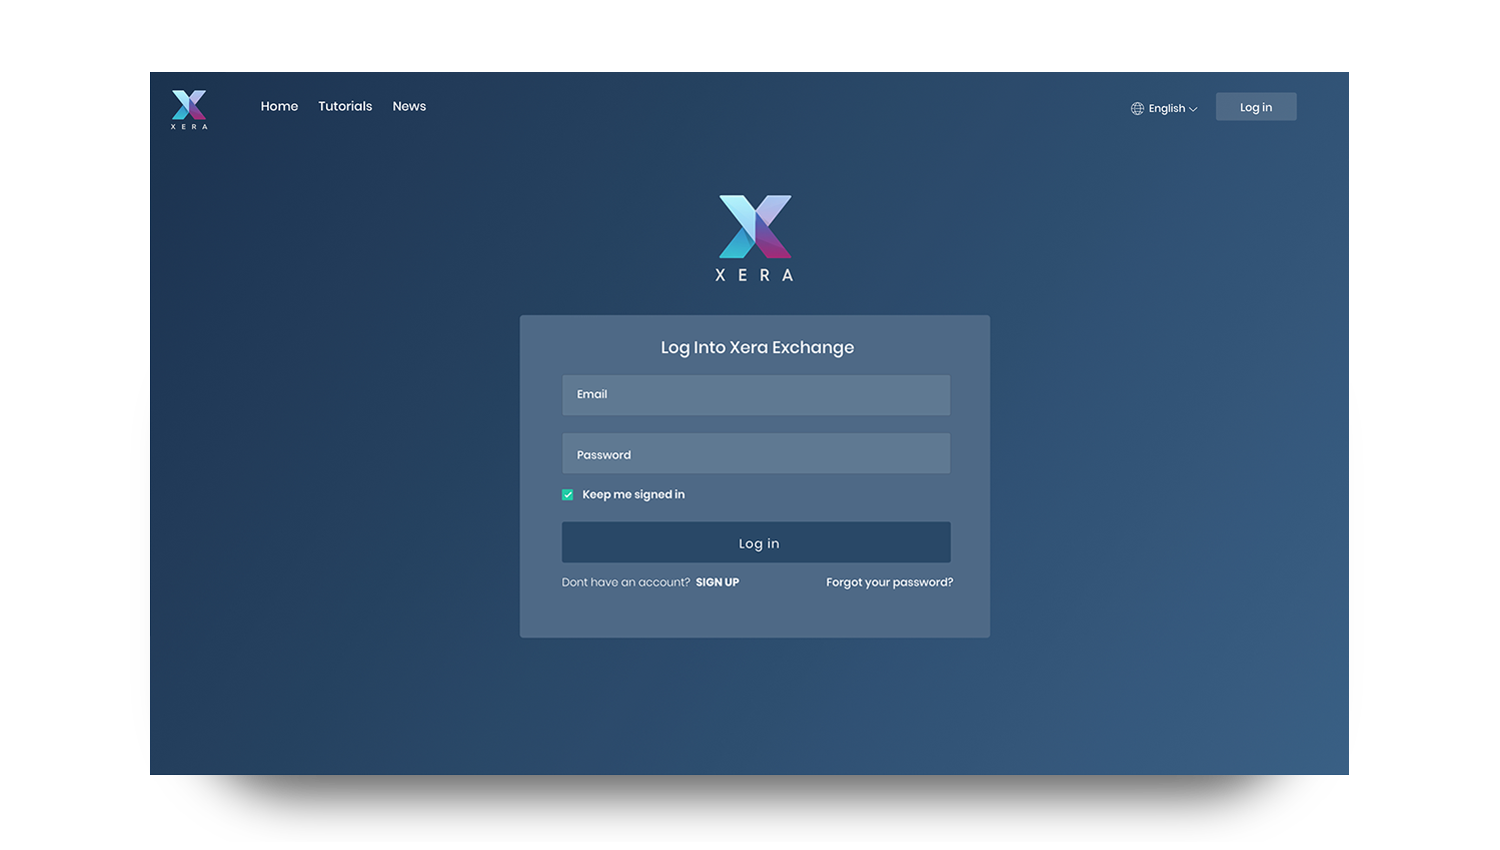 Home Tutorials News English Log in
XERA
XERA
Log Into Xera Exchange
Email
Password
Keep me signed in
Log in
Dont have an account? SIGN UP Forgot your password?